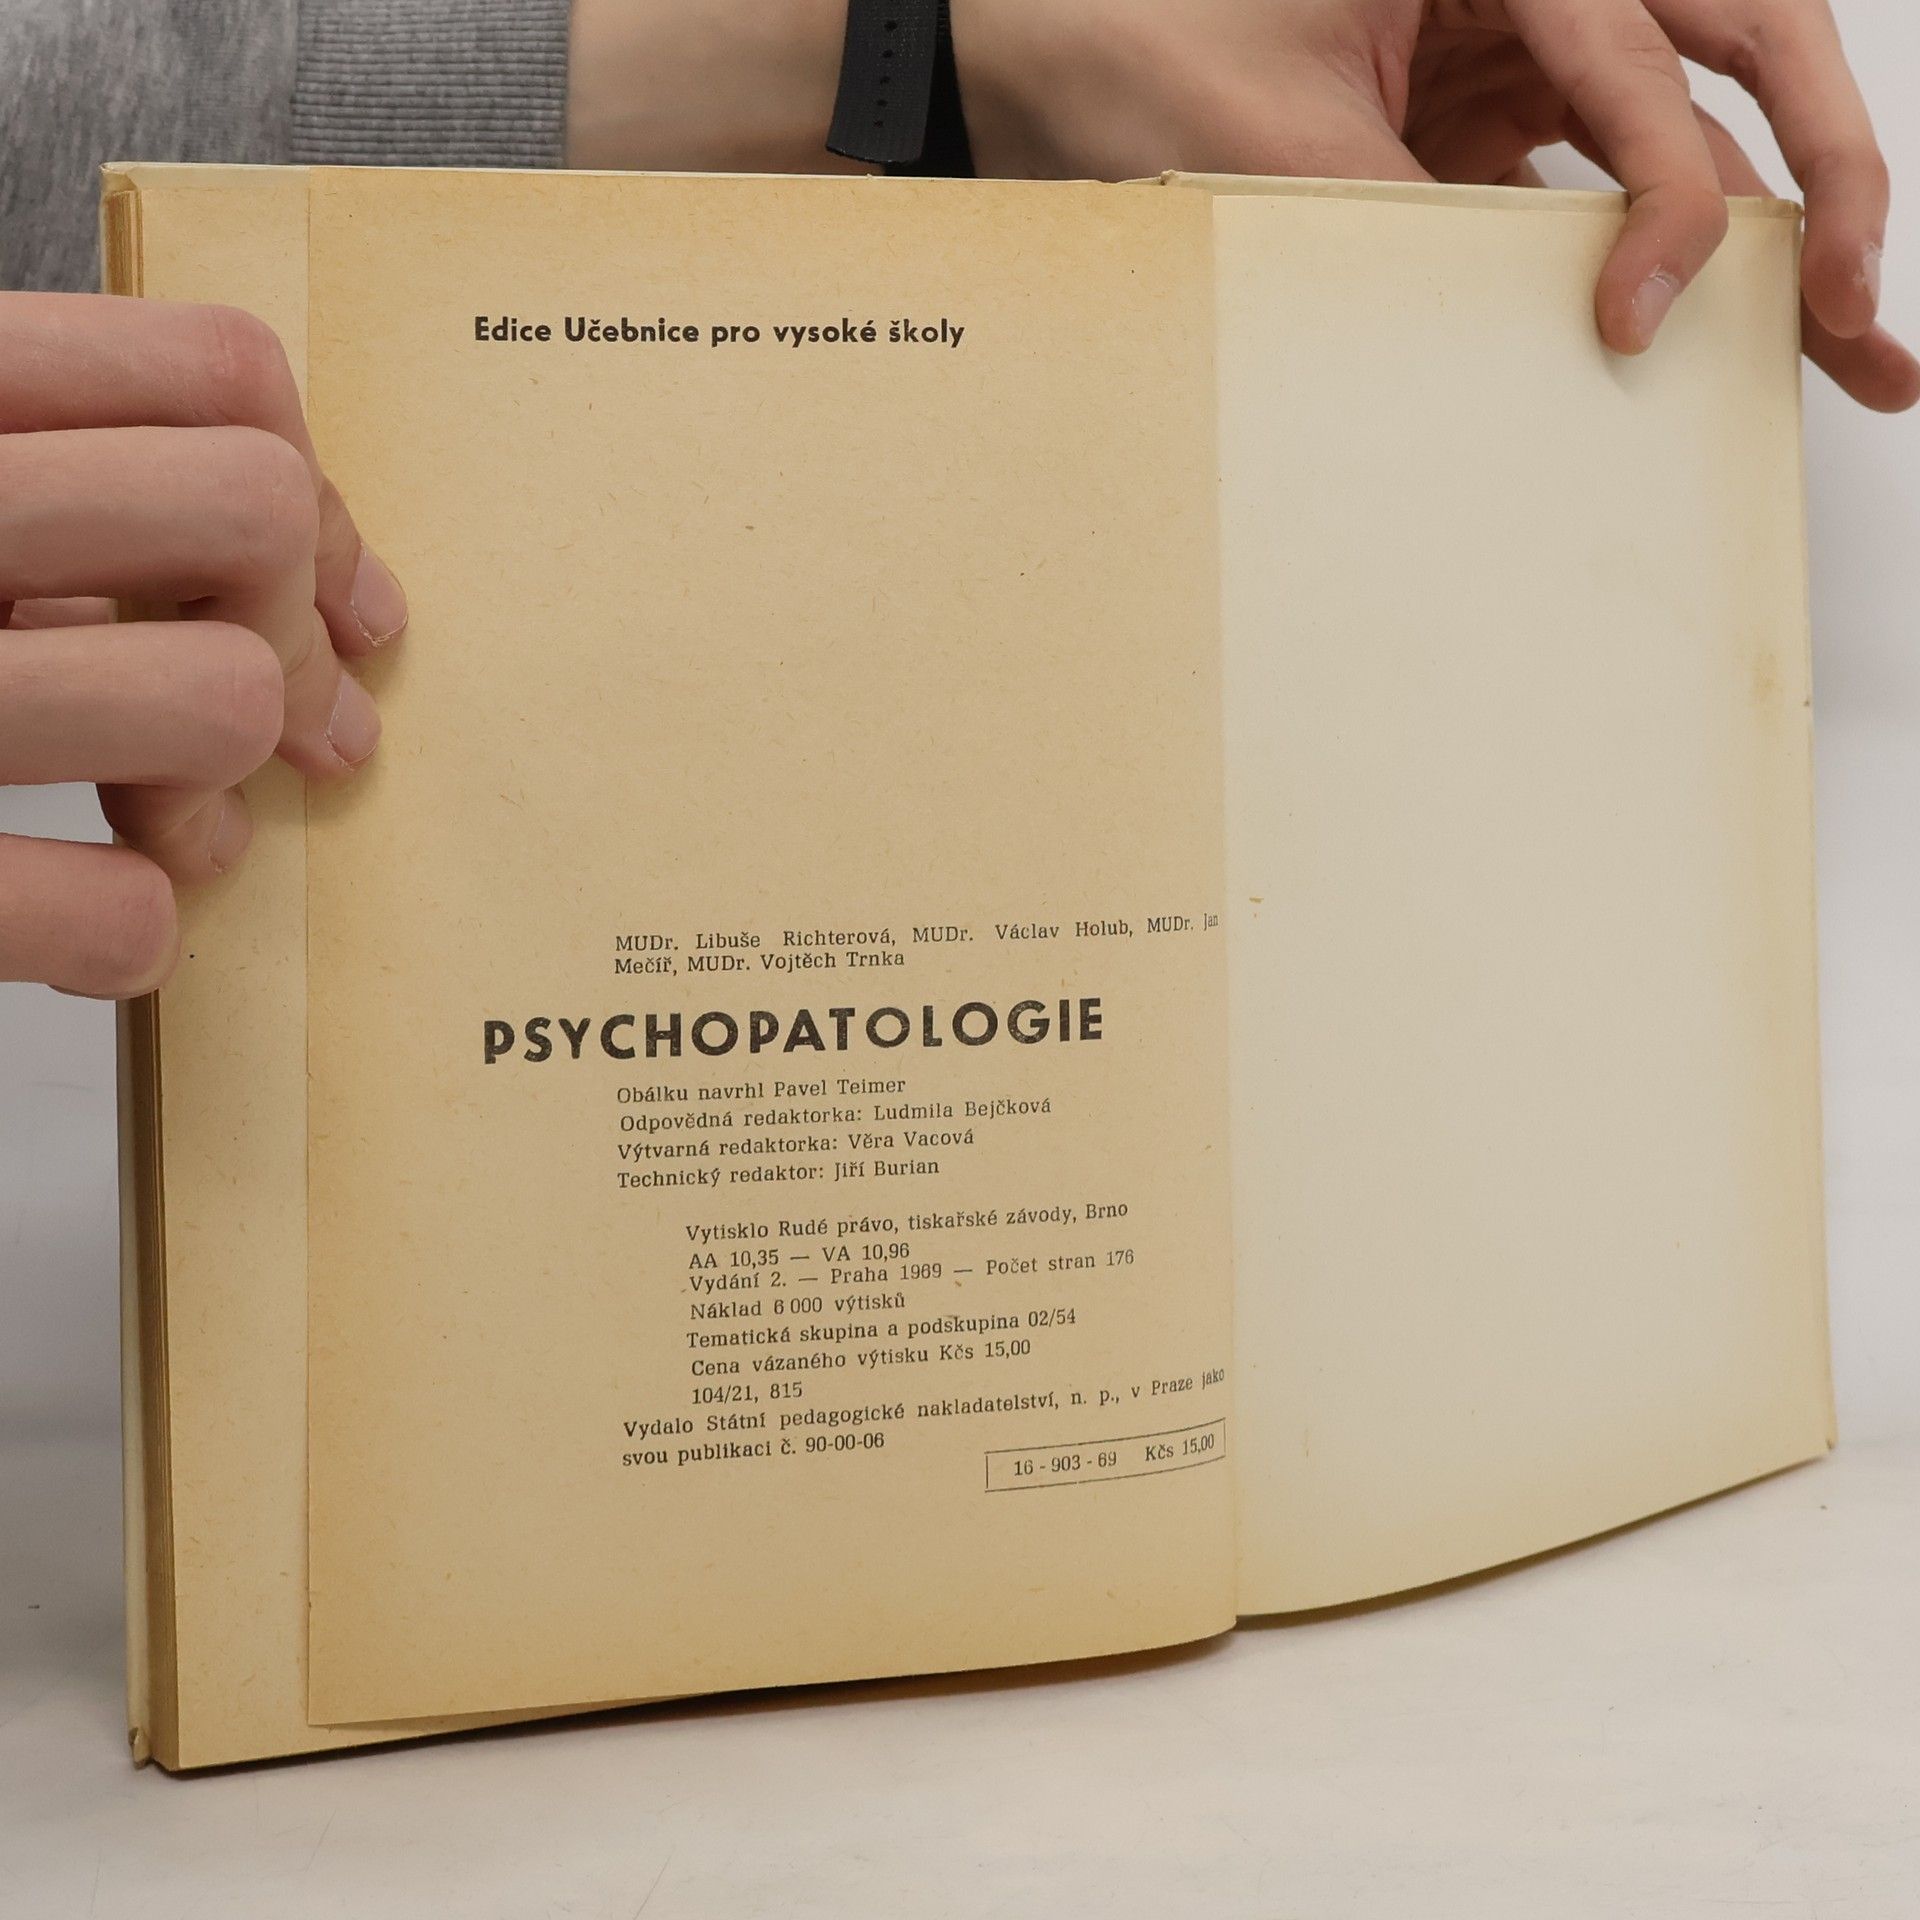 Edice Učebnice pro vysoké školy
MUDr. Libuše Richterová, MUDr. Václav Holub, MUDr. Jan
Mečíř, MUDr. Vojtěch Trnka
PSYCHOPATOLOGIE
Obálku navrhl Pavel Teimer
Odpovědná redaktorka: Ludmila Bejčková
Výtvarná redaktorka: Věra Vacová
Technický redaktor: Jiří Burian
Vytisklo Rudé právo, tiskařské závody, Brno
AA 10,35 — VA 10,96
Vydání 2. — Praha 1969 — Počet stran 176
Náklad 6 000 výtisků
Tematická skupina a podskupina 02/54
Cena vázaného výtisku Kčs 15,00
104/21, 815
Vydalo Státní pedagogické nakladatelství, n. p., v Praze jako
svou publikaci č. 90-00-06
16 - 903 - 69 Kčs 15,00